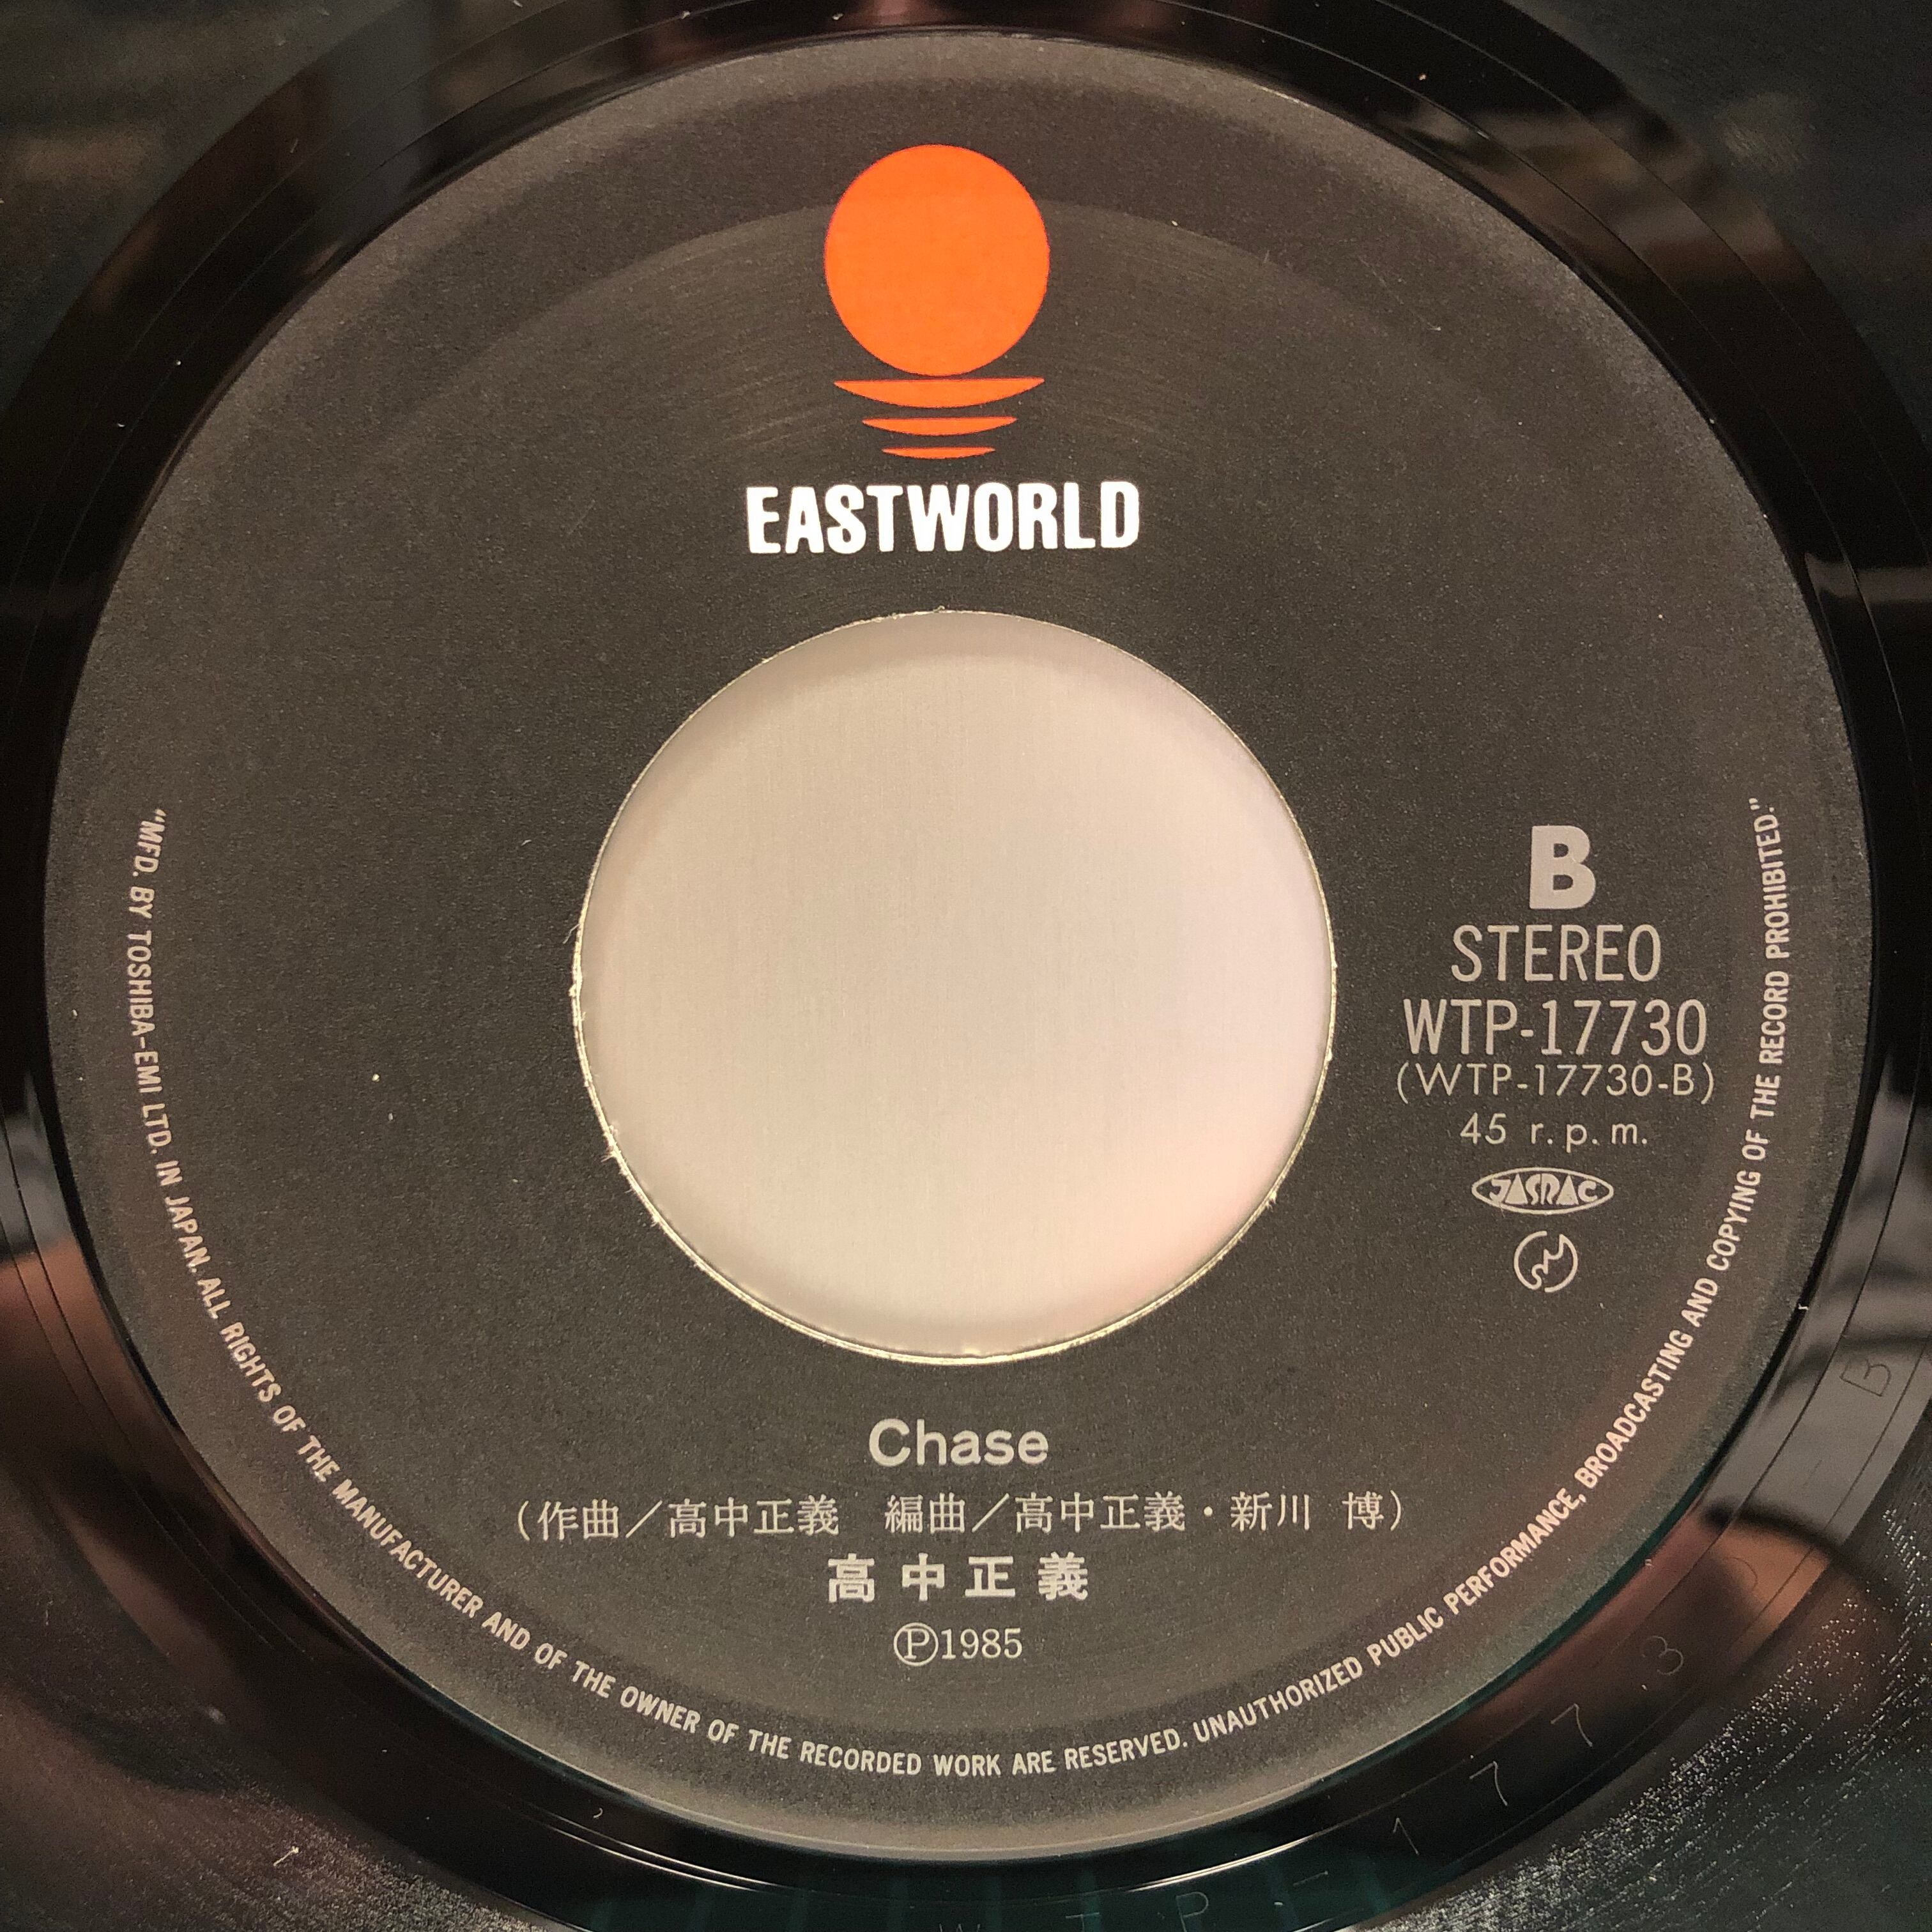 EASTWORLD
B
STEREO
WTP-17730
(WTP-17730-B)
45 r.p.m.
JASRAC
Chase
(作曲／高中正義　編曲／高中正義・新川　博)
高中正義
Ⓟ1985
"MFD. BY TOSHIBA-EMI LTD. IN JAPAN. ALL RIGHTS OF THE MANUFACTURER AND OF THE OWNER OF THE RECORDED WORK ARE RESERVED. UNAUTHORIZED PUBLIC PERFORMANCE, BROADCASTING AND COPYING OF THE RECORD PROHIBITED."